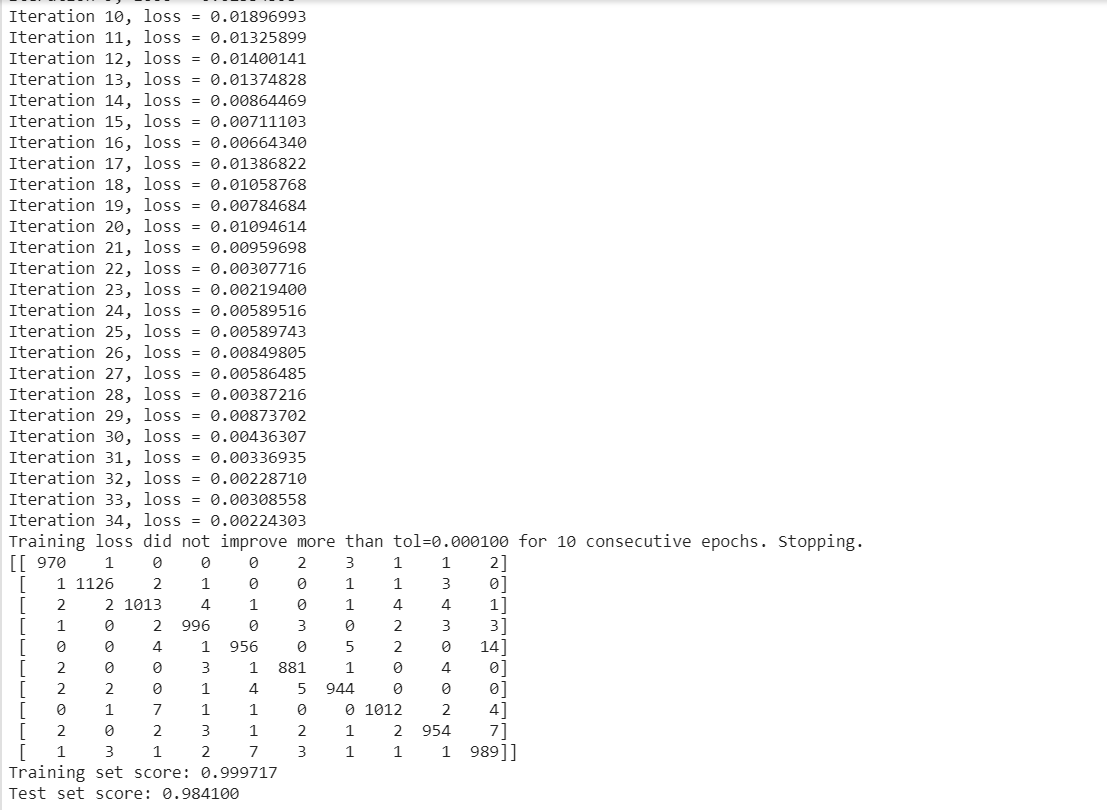 Iteration 10, loss = 0.01896993
Iteration 11, loss = 0.01325899
Iteration 12, loss = 0.01400141
Iteration 13, loss = 0.01374828
Iteration 14, loss = 0.00864469
Iteration 15, loss = 0.00711103
Iteration 16, loss = 0.00664340
Iteration 17, loss = 0.01386822
Iteration 18, loss = 0.01058768
Iteration 19, loss = 0.00784684
Iteration 20, loss = 0.01094614
Iteration 21, loss = 0.00959698
Iteration 22, loss = 0.00307716
Iteration 23, loss = 0.00219400
Iteration 24, loss = 0.00589516
Iteration 25, loss = 0.00589743
Iteration 26, loss = 0.00849805
Iteration 27, loss = 0.00586485
Iteration 28, loss = 0.00387216
Iteration 29, loss = 0.00873702
Iteration 30, loss = 0.00436307
Iteration 31, loss = 0.00336935
Iteration 32, loss = 0.00228710
Iteration 33, loss = 0.00308558
Iteration 34, loss = 0.00224303
Training loss did not improve more than tol=0.000100 for 10 consecutive epochs. Stopping.
[[ 970    1    0    0    0    2    3    1    1    2]
 [   1 1126    2    1    0    0    1    1    3    0]
 [   2    2 1013    4    1    0    1    4    4    1]
 [   1    0    2  996    0    3    0    2    3    3]
 [   0    0    4    1  956    0    5    2    0   14]
 [   2    0    0    3    1  881    1    0    4    0]
 [   2    2    0    1    4    5  944    0    0    0]
 [   0    1    7    1    1    0    0 1012    2    4]
 [   2    0    2    3    1    2    1    2  954    7]
 [   1    3    1    2    7    3    1    1    1  989]]
Training set score: 0.999717
Test set score: 0.984100